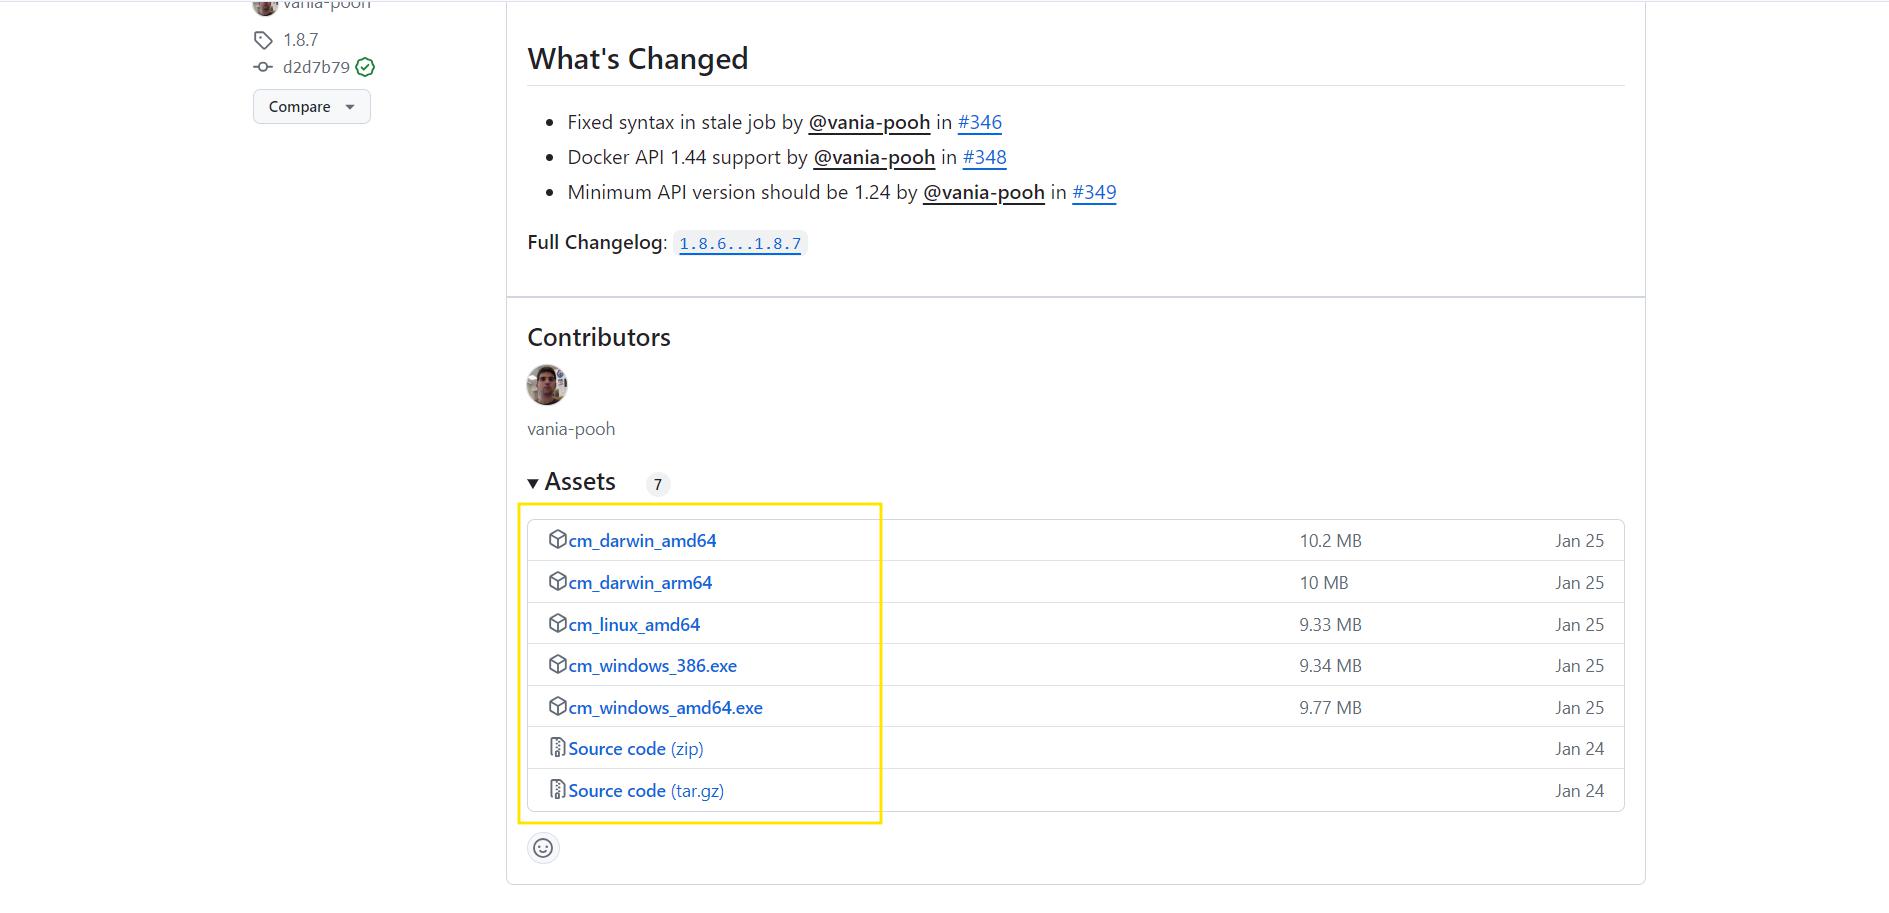 vania-pooh
1.8.7
d2d7b79
Compare
What's Changed
Fixed syntax in stale job by @vania-pooh in #346
Docker API 1.44 support by @vania-pooh in #348
Minimum API version should be 1.24 by @vania-pooh in #349
Full Changelog: 1.8.6...1.8.7
Contributors
vania-pooh
Assets 7
cm_darwin_amd64 10.2 MB Jan 25
cm_darwin_arm64 10 MB Jan 25
cm_linux_amd64 9.33 MB Jan 25
cm_windows_386.exe 9.34 MB Jan 25
cm_windows_amd64.exe 9.77 MB Jan 25
Source code (zip) Jan 24
Source code (tar.gz) Jan 24